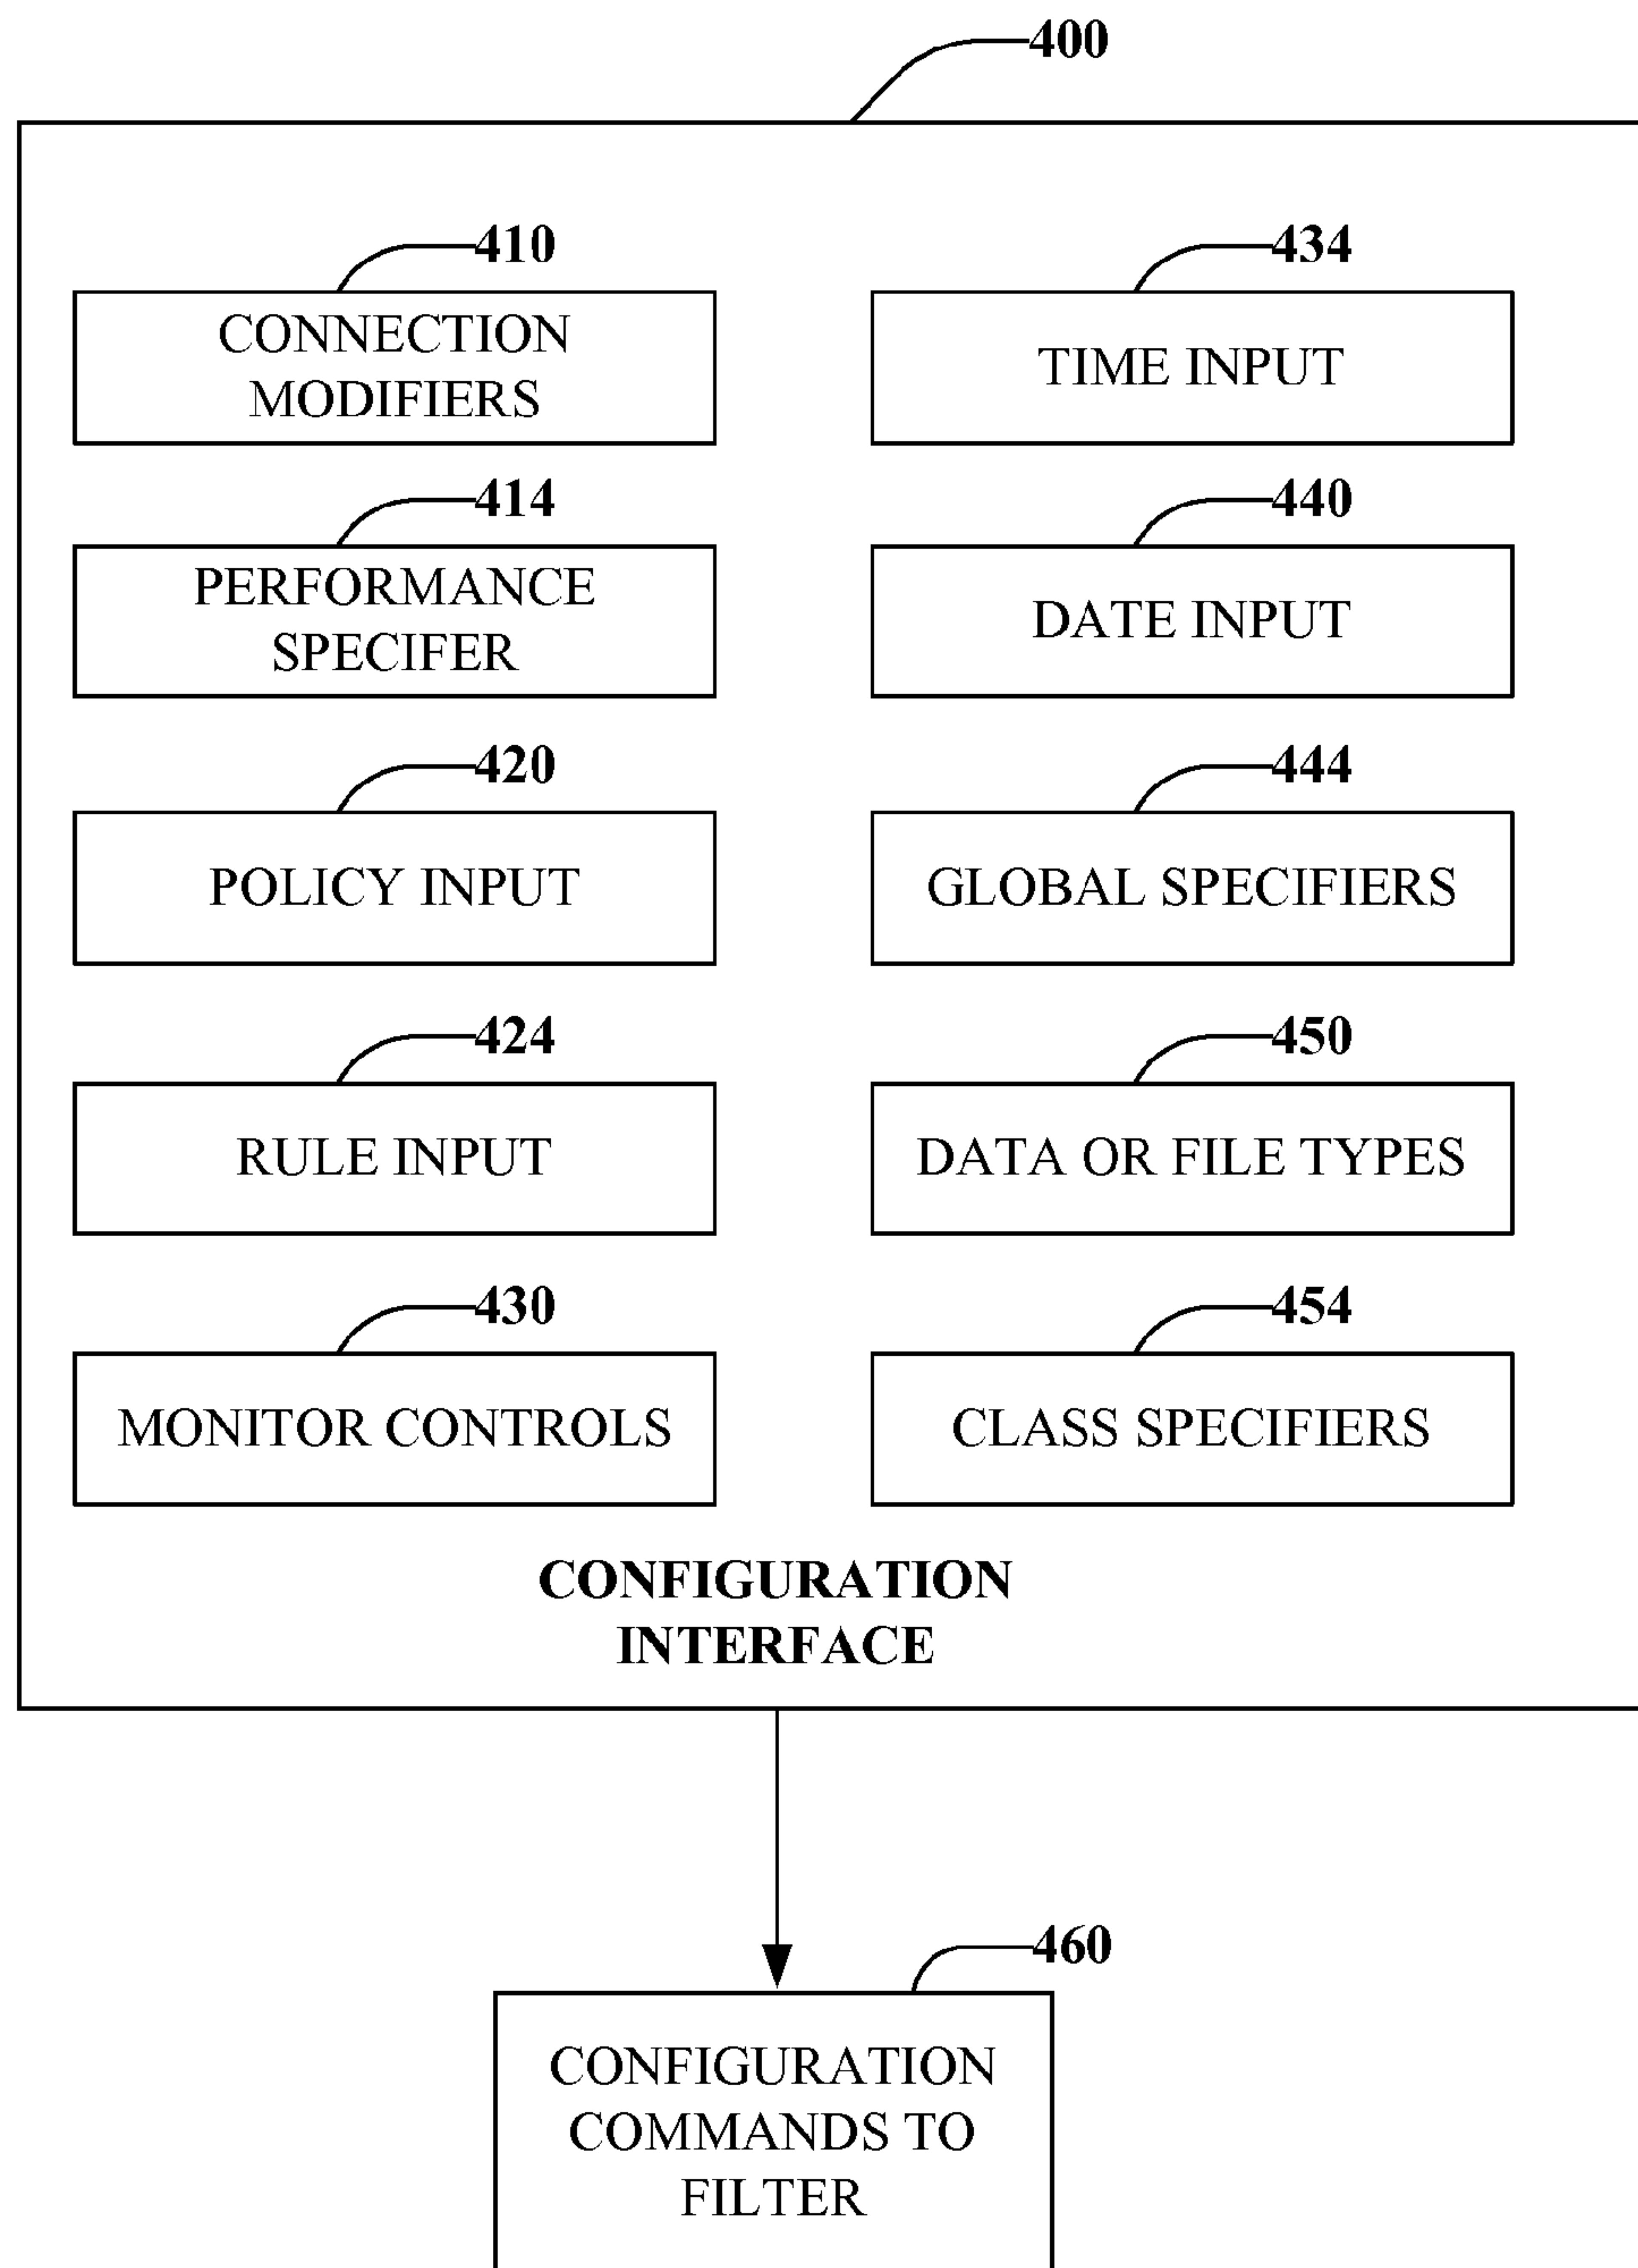 400
410
CONNECTION
MODIFIERS
434
TIME INPUT
414
PERFORMANCE
SPECIFER
440
DATE INPUT
420
POLICY INPUT
444
GLOBAL SPECIFIERS
424
RULE INPUT
450
DATA OR FILE TYPES
430
MONITOR CONTROLS
454
CLASS SPECIFIERS
CONFIGURATION
INTERFACE
460
CONFIGURATION
COMMANDS TO
FILTER